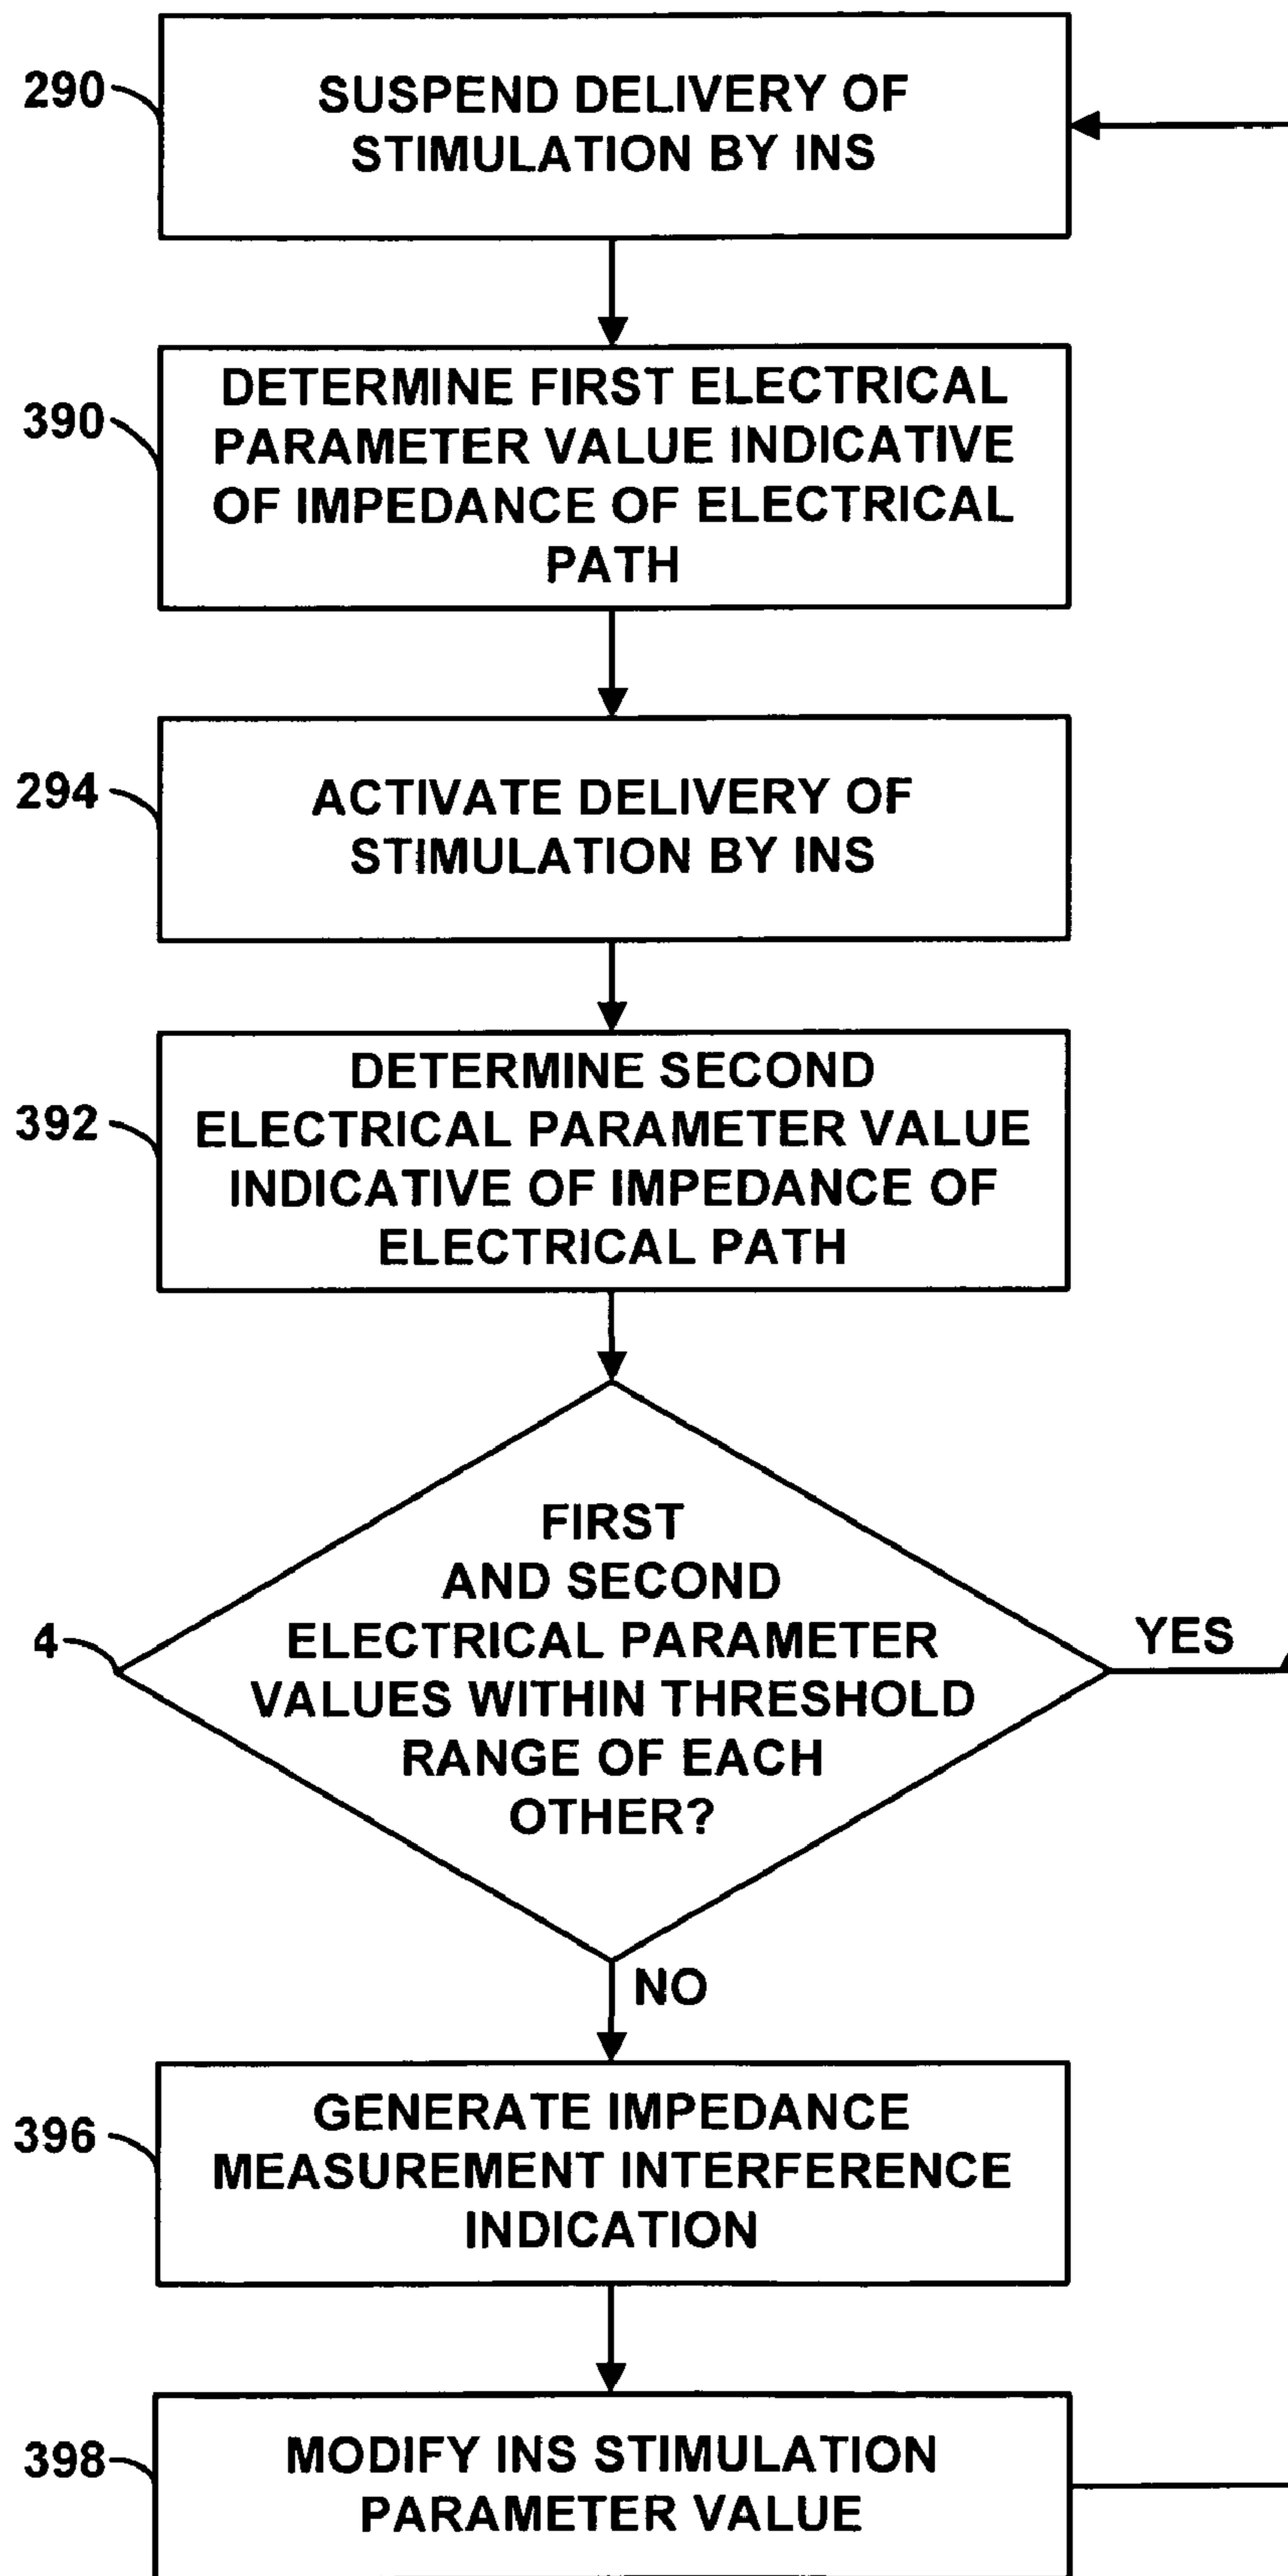 290
SUSPEND DELIVERY OF
STIMULATION BY INS
390
DETERMINE FIRST ELECTRICAL
PARAMETER VALUE INDICATIVE
OF IMPEDANCE OF ELECTRICAL
PATH
294
ACTIVATE DELIVERY OF
STIMULATION BY INS
392
DETERMINE SECOND
ELECTRICAL PARAMETER VALUE
INDICATIVE OF IMPEDANCE OF
ELECTRICAL PATH
4
FIRST
AND SECOND
ELECTRICAL PARAMETER
VALUES WITHIN THRESHOLD
RANGE OF EACH
OTHER?
YES
NO
396
GENERATE IMPEDANCE
MEASUREMENT INTERFERENCE
INDICATION
398
MODIFY INS STIMULATION
PARAMETER VALUE